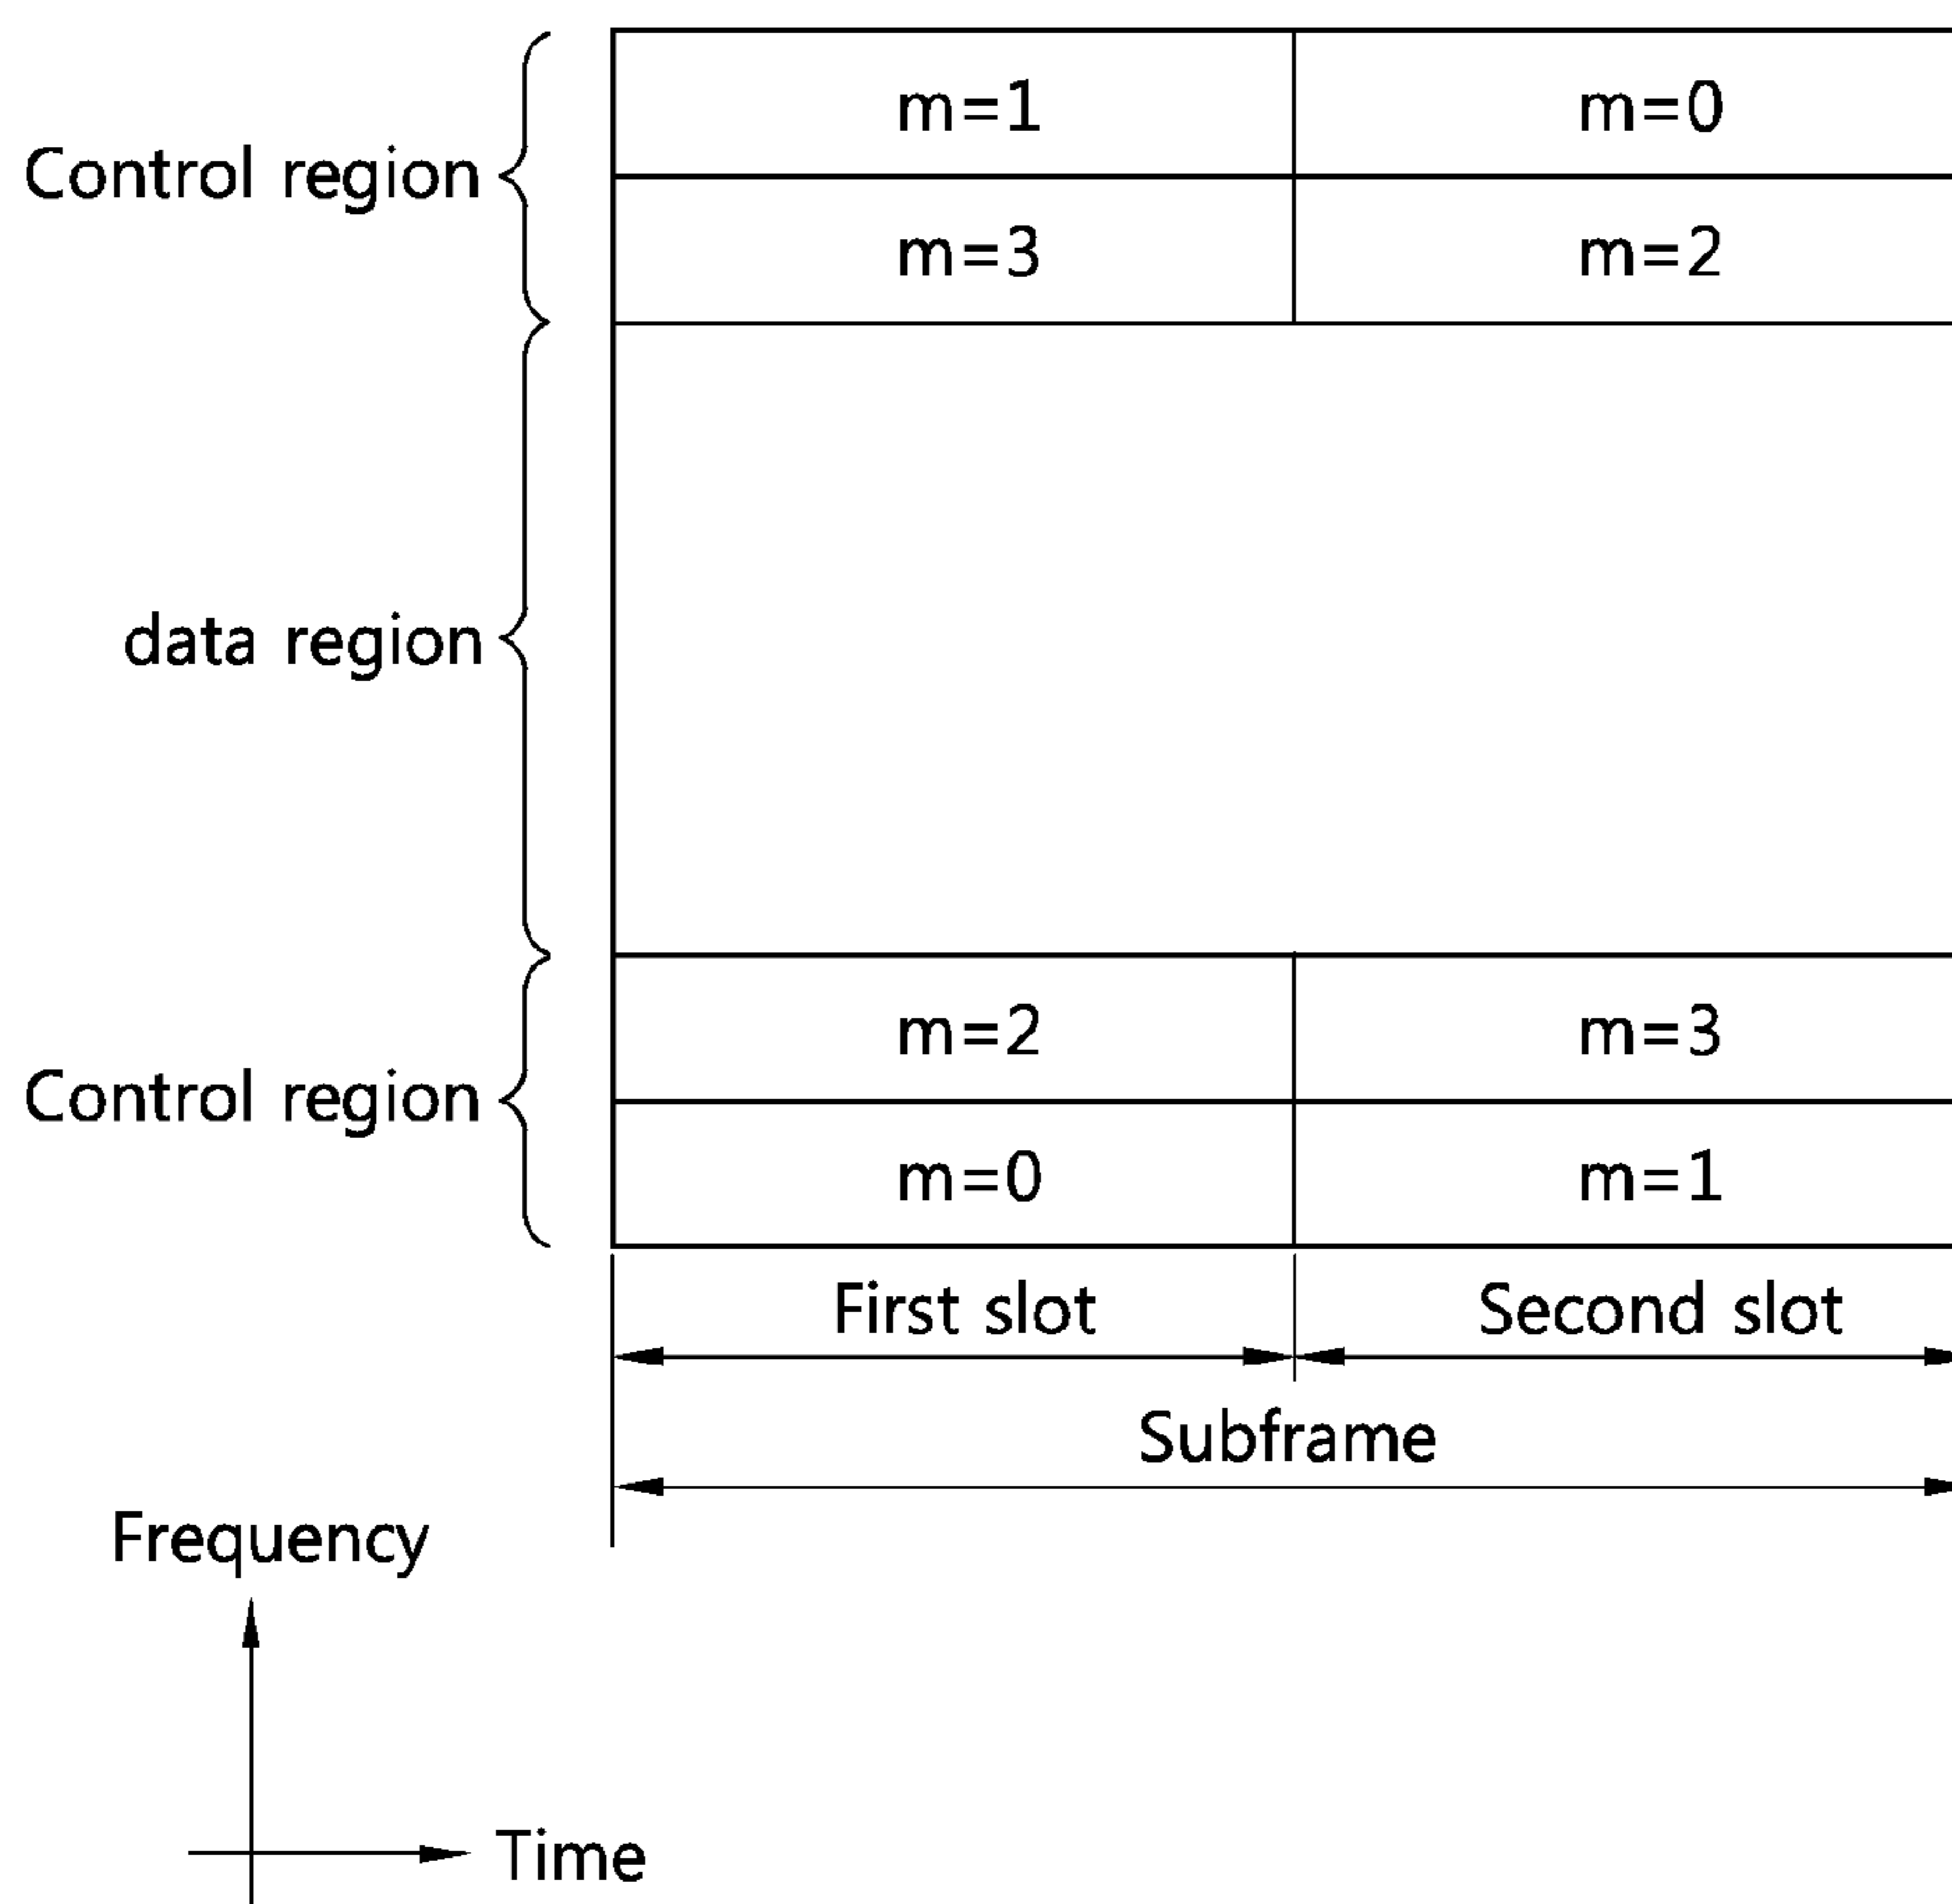 m=1 m=0
Control region
m=3 m=2
data region
m=2 m=3
Control region
m=0 m=1
First slot Second slot
Subframe
Frequency
Time